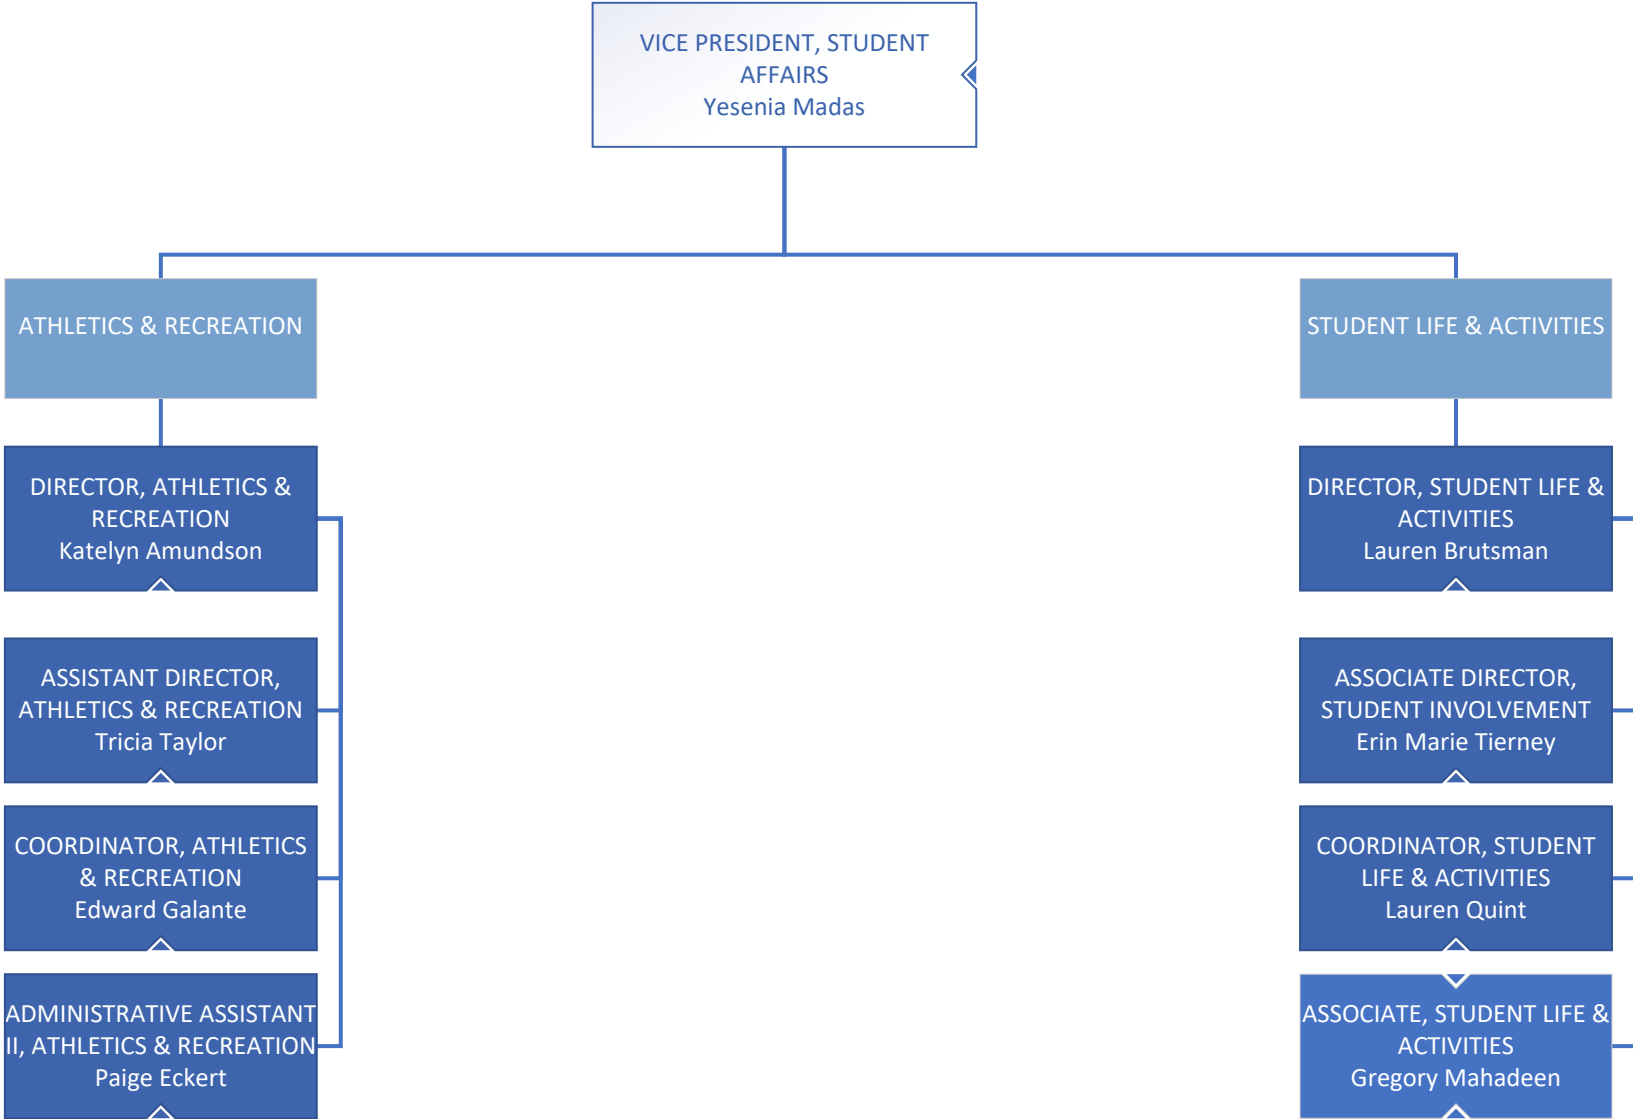 VICE PRESIDENT, STUDENT
AFFAIRS
Yesenia Madas
ATHLETICS & RECREATION
STUDENT LIFE & ACTIVITIES
DIRECTOR, ATHLETICS &
RECREATION
Katelyn Amundson
DIRECTOR, STUDENT LIFE &
ACTIVITIES
Lauren Brutsman
ASSISTANT DIRECTOR,
ATHLETICS & RECREATION
Tricia Taylor
ASSOCIATE DIRECTOR,
STUDENT INVOLVEMENT
Erin Marie Tierney
COORDINATOR, ATHLETICS
& RECREATION
Edward Galante
COORDINATOR, STUDENT
LIFE & ACTIVITIES
Lauren Quint
ADMINISTRATIVE ASSISTANT
II, ATHLETICS & RECREATION
Paige Eckert
ASSOCIATE, STUDENT LIFE &
ACTIVITIES
Gregory Mahadeen